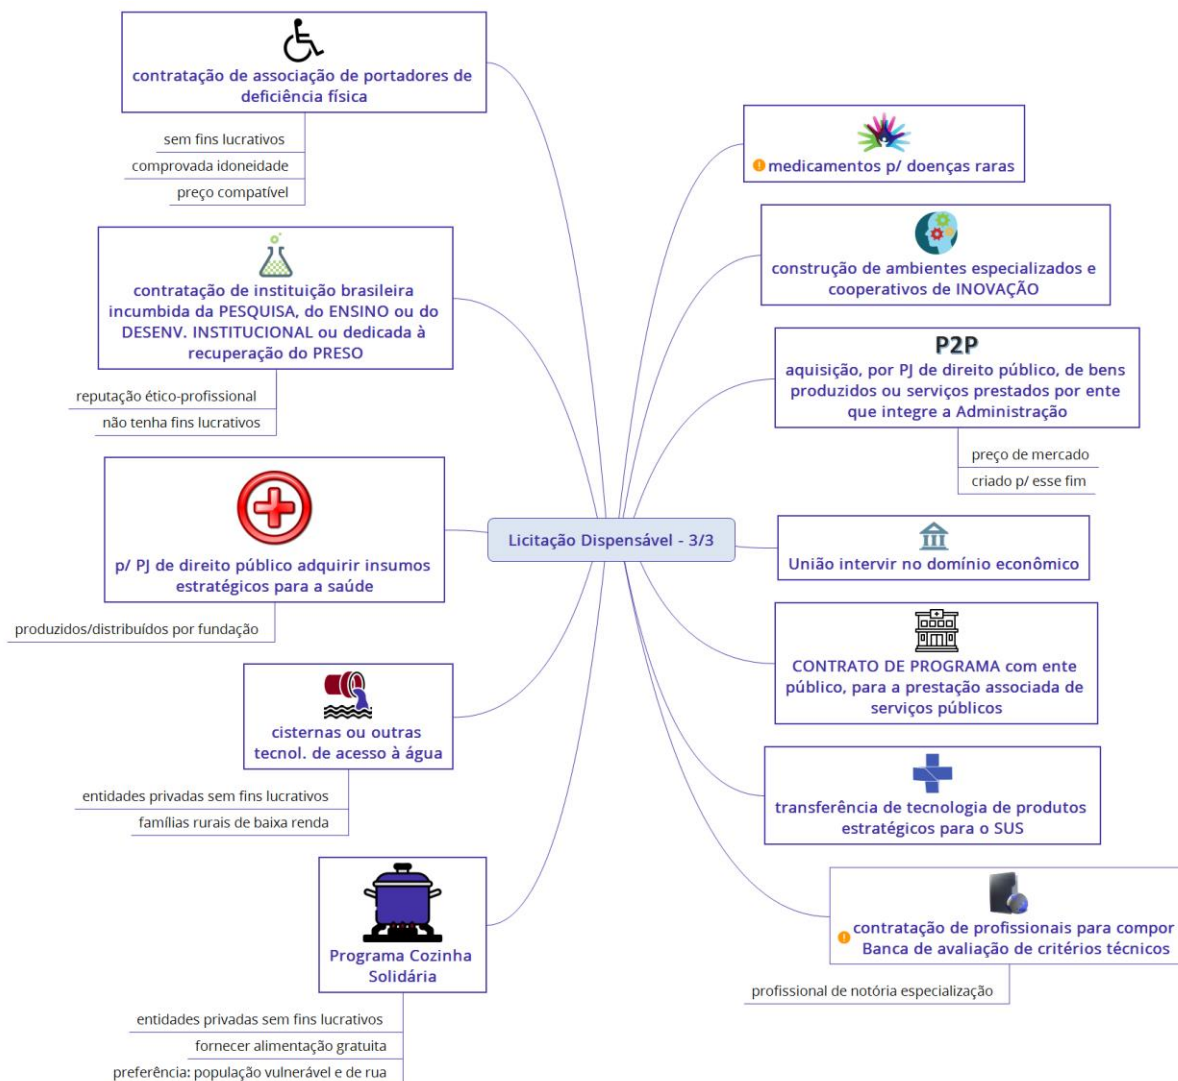 contratação de associação de portadores de
deficiência física
sem fins lucrativos
comprovada idoneidade
preço compatível
contratação de instituição brasileira
incumbida da PESQUISA, do ENSINO ou do
DESENV. INSTITUCIONAL ou dedicada à
recuperação do PRESO
reputação ético-profissional
não tenha fins lucrativos
p/ PJ de direito público adquirir insumos
estratégicos para a saúde
produzidos/distribuídos por fundação
cisternas ou outras
tecnol. de acesso à água
entidades privadas sem fins lucrativos
famílias rurais de baixa renda
Programa Cozinha
Solidária
entidades privadas sem fins lucrativos
fornecer alimentação gratuita
preferência: população vulnerável e de rua
Licitação Dispensável - 3/3
medicamentos p/ doenças raras
construção de ambientes especializados e
cooperativos de INOVAÇÃO
P2P
aquisição, por PJ de direito público, de bens
produzidos ou serviços prestados por ente
que integre a Administração
preço de mercado
criado p/ esse fim
União intervir no domínio econômico
CONTRATO DE PROGRAMA com ente
público, para a prestação associada de
serviços públicos
transferência de tecnologia de produtos
estratégicos para o SUS
contratação de profissionais para compor
Banca de avaliação de critérios técnicos
profissional de notória especialização